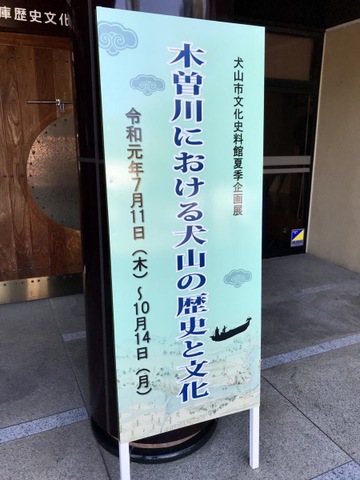 庫歴史文化
犬山市文化史料館夏季企画展
木曽川における犬山の歴史と文化
令和元年7月11日（木）～10月14日（月）